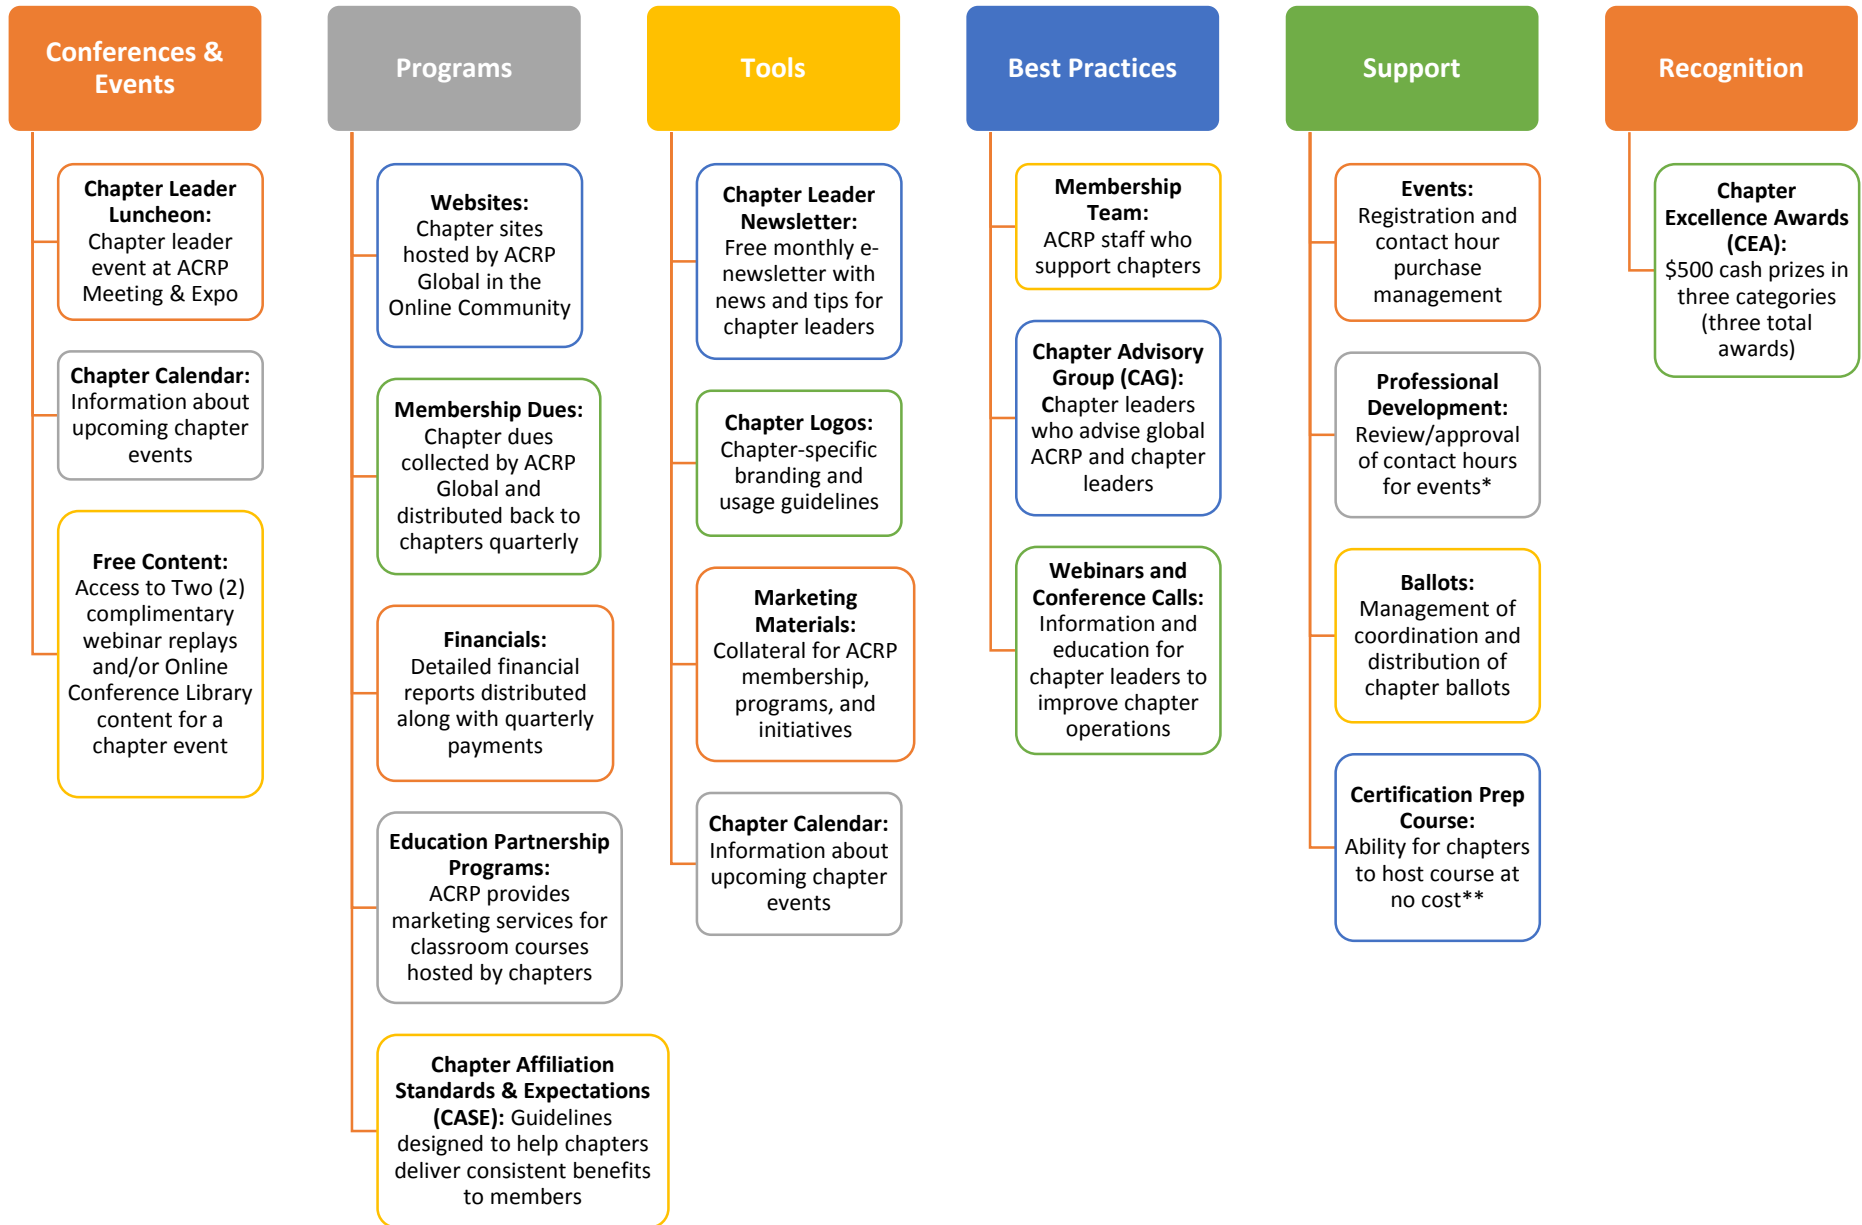 Conferences &
Events
Chapter Leader
Luncheon:
Chapter leader
event at ACRP
Meeting & Expo
Chapter Calendar:
Information about
upcoming chapter
events
Free Content:
Access to Two (2)
complimentary
webinar replays
and/or Online
Conference Library
content for a
chapter event
Programs
Websites:
Chapter sites
hosted by ACRP
Global in the
Online Community
Membership Dues:
Chapter dues
collected by ACRP
Global and
distributed back to
chapters quarterly
Financials:
Detailed financial
reports distributed
along with quarterly
payments
Education Partnership
Programs:
ACRP provides
marketing services for
classroom courses
hosted by chapters
Chapter Affiliation
Standards & Expectations
(CASE): Guidelines
designed to help chapters
deliver consistent benefits
to members
Tools
Chapter Leader
Newsletter:
Free monthly e-
newsletter with
news and tips for
chapter leaders
Chapter Logos:
Chapter-specific
branding and
usage guidelines
Marketing
Materials:
Collateral for ACRP
membership,
programs, and
initiatives
Chapter Calendar:
Information about
upcoming chapter
events
Best Practices
Membership
Team:
ACRP staff who
support chapters
Chapter Advisory
Group (CAG):
Chapter leaders
who advise global
ACRP and chapter
leaders
Webinars and
Conference Calls:
Information and
education for
chapter leaders to
improve chapter
operations
Support
Events:
Registration and
contact hour
purchase
management
Professional
Development:
Review/approval
of contact hours
for events*
Ballots:
Management of
coordination and
distribution of
chapter ballots
Certification Prep
Course:
Ability for chapters
to host course at
no cost**
Recognition
Chapter
Excellence Awards
(CEA):
$500 cash prizes in
three categories
(three total
awards)